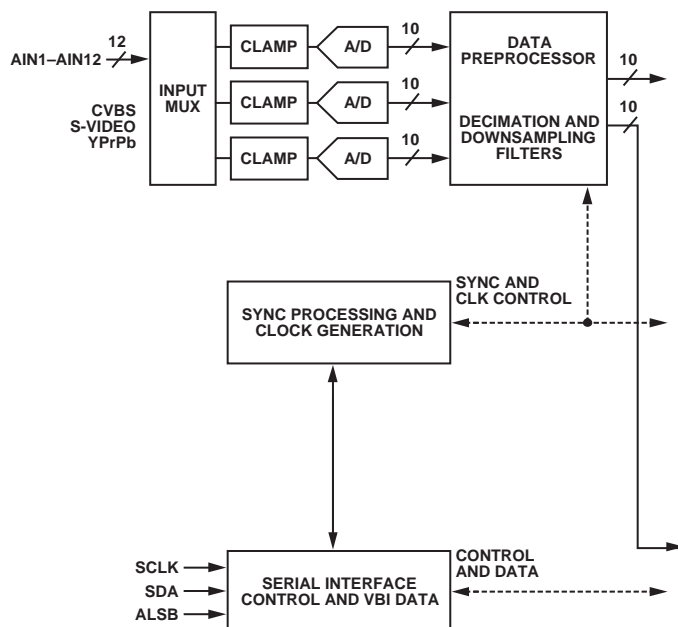 12
AIN1–AIN12
CVBS
S-VIDEO
YPrPb
INPUT
MUX
CLAMP
A/D
10
CLAMP
A/D
10
CLAMP
A/D
10
DATA
PREPROCESSOR
DECIMATION AND
DOWNSAMPLING
FILTERS
10
10
SYNC PROCESSING AND
CLOCK GENERATION
SYNC AND
CLK CONTROL
SCLK
SDA
ALSB
SERIAL INTERFACE
CONTROL AND VBI DATA
CONTROL
AND DATA